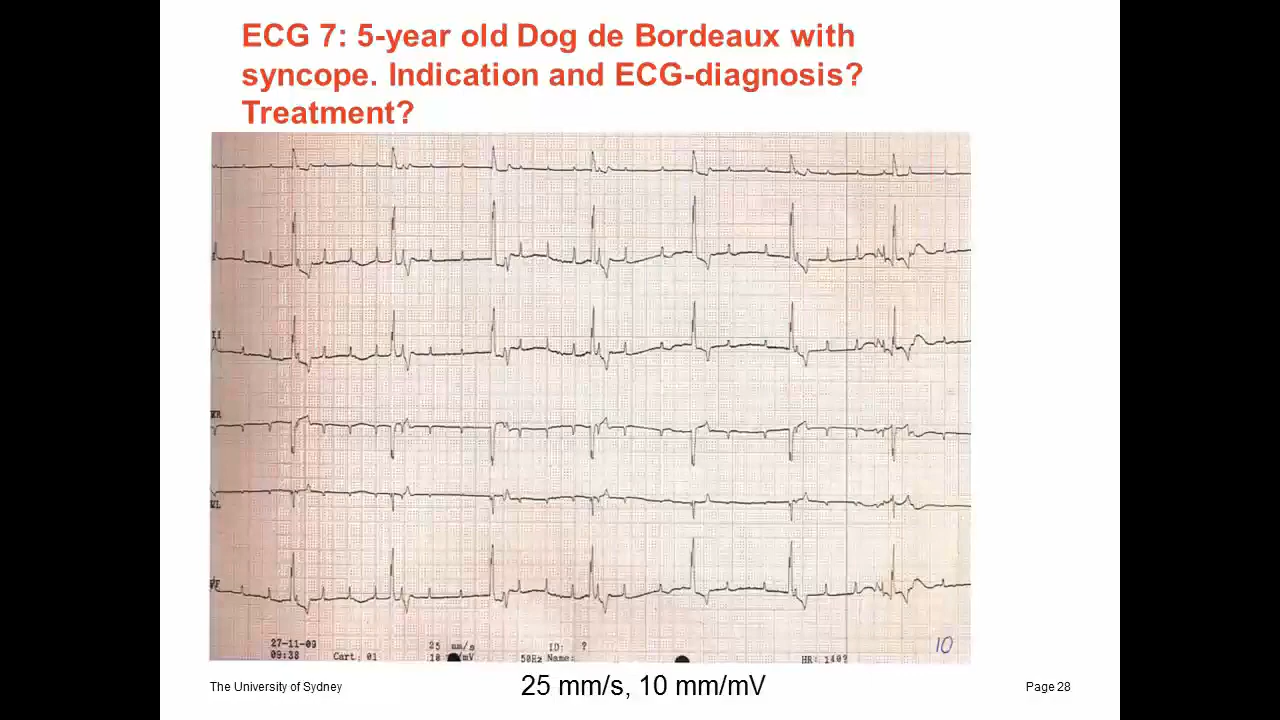 ECG 7: 5-year old Dog de Bordeaux with
syncope. Indication and ECG-diagnosis?
Treatment?
II
VF
27-11-09
09:38
Cart: 01
25 mm/s
10 mm/mV
50Hz
ID: ?
Name:
HR: 140?
10
25 mm/s, 10 mm/mV
The University of Sydney
Page 28